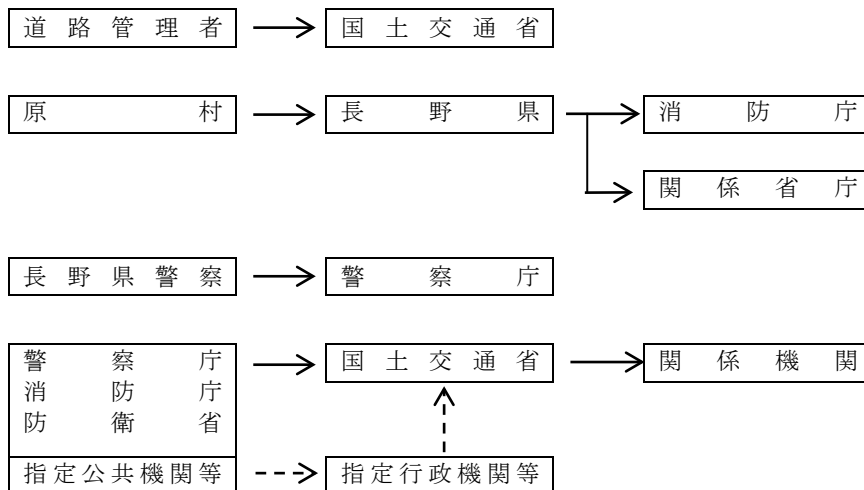 道路管理者
国土交通省
原村
長野県
消防庁
関係省庁
長野県警察
警察庁
警察庁
消防庁
防衛省
国土交通省
関係機関
指定公共機関等
指定行政機関等